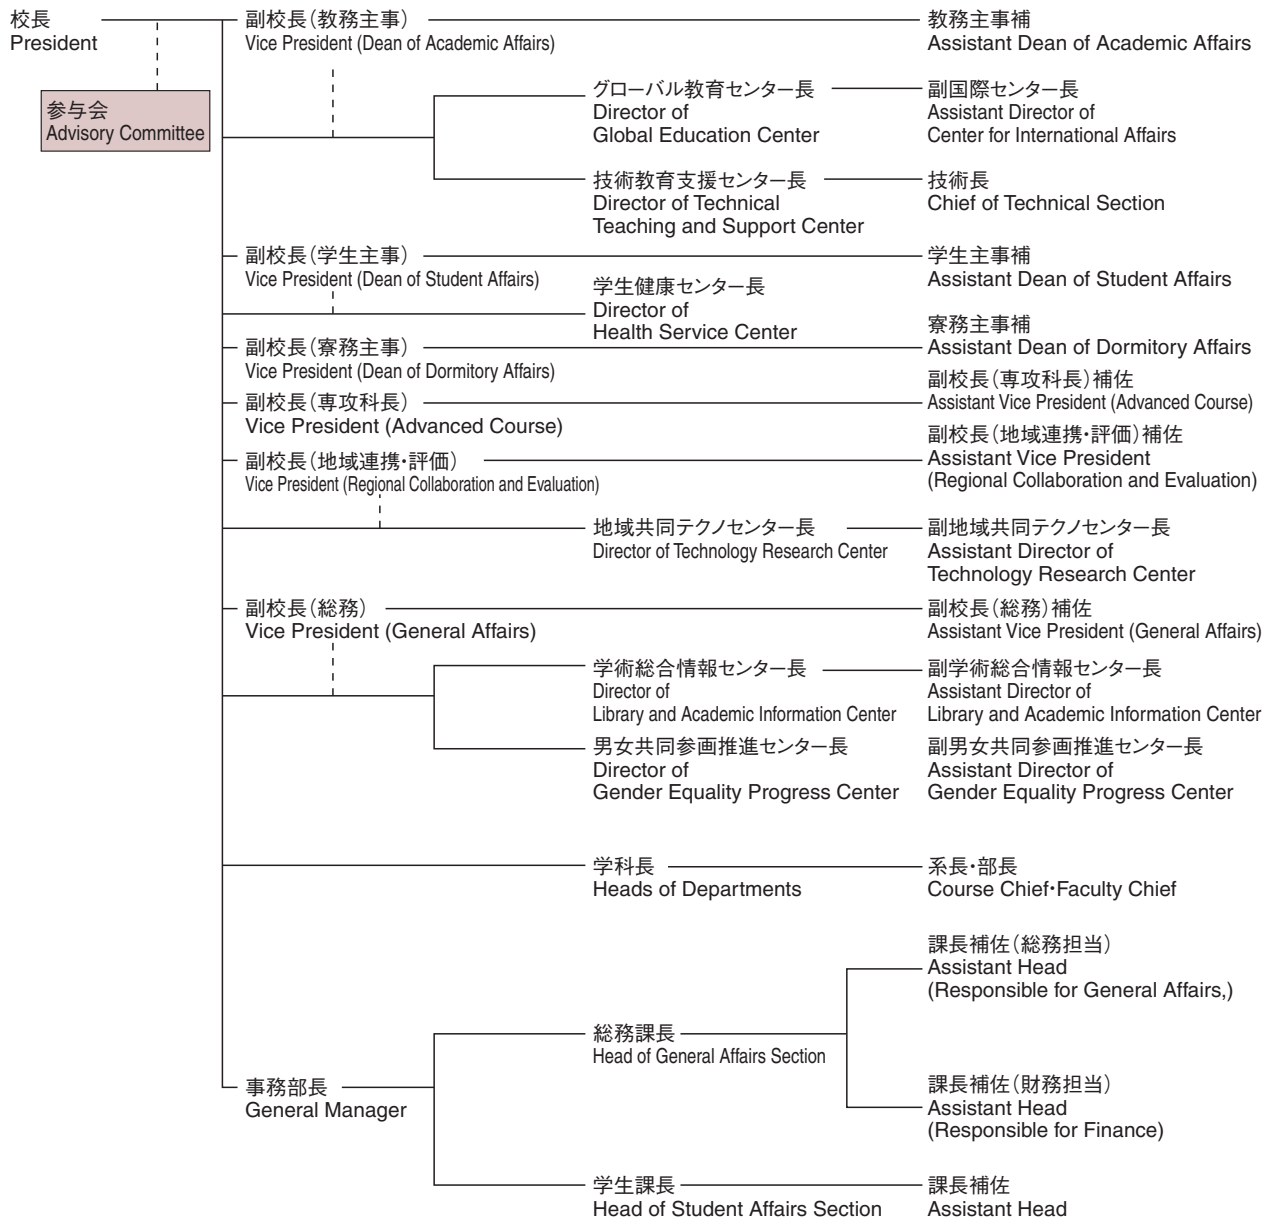 校長
President
参与会
Advisory Committee
副校長（教務主事）
Vice President (Dean of Academic Affairs)
教務主事補
Assistant Dean of Academic Affairs
グローバル教育センター長
Director of
Global Education Center
副国際センター長
Assistant Director of
Center for International Affairs
技術教育支援センター長
Director of Technical
Teaching and Support Center
技術長
Chief of Technical Section
副校長（学生主事）
Vice President (Dean of Student Affairs)
学生主事補
Assistant Dean of Student Affairs
学生健康センター長
Director of
Health Service Center
副校長（寮務主事）
Vice President (Dean of Dormitory Affairs)
寮務主事補
Assistant Dean of Dormitory Affairs
副校長（専攻科長）
Vice President (Advanced Course)
副校長（専攻科長）補佐
Assistant Vice President (Advanced Course)
副校長（地域連携・評価）
Vice President (Regional Collaboration and Evaluation)
副校長（地域連携・評価）補佐
Assistant Vice President
(Regional Collaboration and Evaluation)
地域共同テクノセンター長
Director of Technology Research Center
副地域共同テクノセンター長
Assistant Director of
Technology Research Center
副校長（総務）
Vice President (General Affairs)
副校長（総務）補佐
Assistant Vice President (General Affairs)
学術総合情報センター長
Director of
Library and Academic Information Center
副学術総合情報センター長
Assistant Director of
Library and Academic Information Center
男女共同参画推進センター長
Director of
Gender Equality Progress Center
副男女共同参画推進センター長
Assistant Director of
Gender Equality Progress Center
学科長
Heads of Departments
系長・部長
Course Chief・Faculty Chief
事務部長
General Manager
総務課長
Head of General Affairs Section
課長補佐（総務担当）
Assistant Head
(Responsible for General Affairs,)
課長補佐（財務担当）
Assistant Head
(Responsible for Finance)
学生課長
Head of Student Affairs Section
課長補佐
Assistant Head